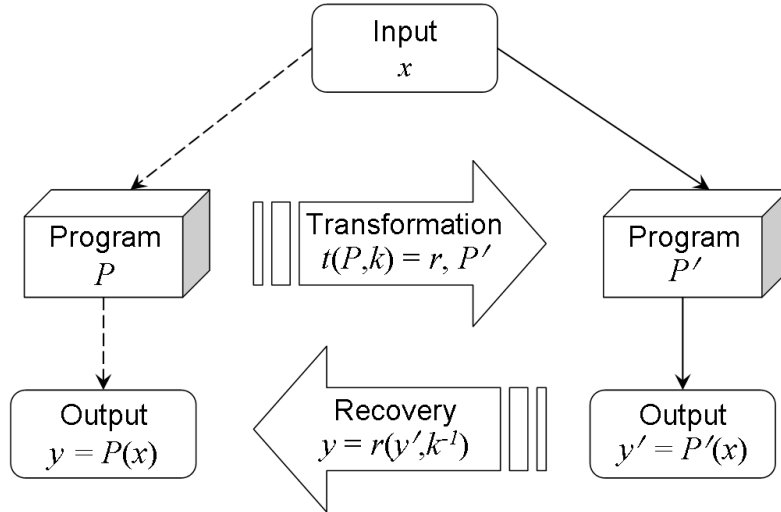 Input
x
Program
P
Transformation
t(P,k) = r, P′
Program
P′
Output
y = P(x)
Recovery
y = r(y′,k⁻¹)
Output
y′ = P′(x)